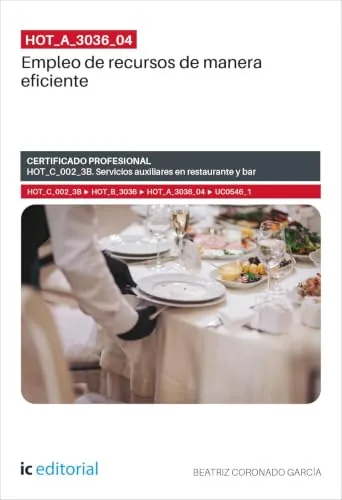 HOT_A_3036_04
Empleo de recursos de manera
eficiente
CERTIFICADO PROFESIONAL
HOT_C_002_3B. Servicios auxiliares en restaurante y bar
HOT_C_002_3B ▶ HOT_B_3036 ▶ HOT_A_3036_04 ▶ UC0546_1
ic editorial
BEATRIZ CORONADO GARCÍA